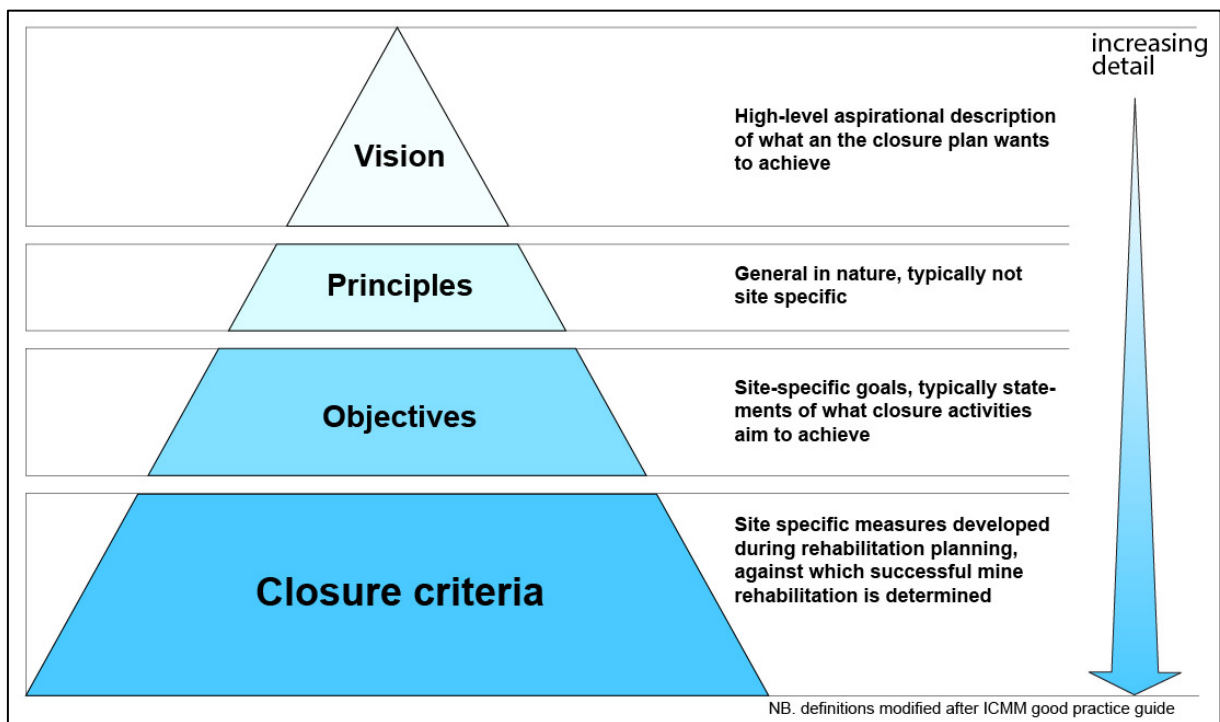 increasing
detail
Vision
High-level aspirational description
of what an the closure plan wants
to achieve
Principles
General in nature, typically not
site specific
Objectives
Site-specific goals, typically state-
ments of what closure activities
aim to achieve
Closure criteria
Site specific measures developed
during rehabilitation planning,
against which successful mine
rehabilitation is determined
NB. definitions modified after ICMM good practice guide